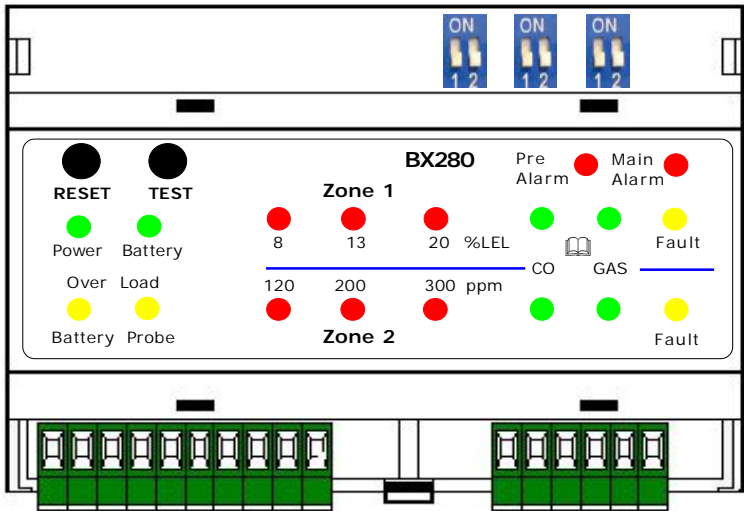 ON ON ON
1 2 1 2 1 2
BX280 Pre Alarm Main Alarm
RESET TEST Zone 1
Power Battery 8 13 20 %LEL Fault
CO GAS
Over Load 120 200 300 ppm
Battery Probe Zone 2 Fault